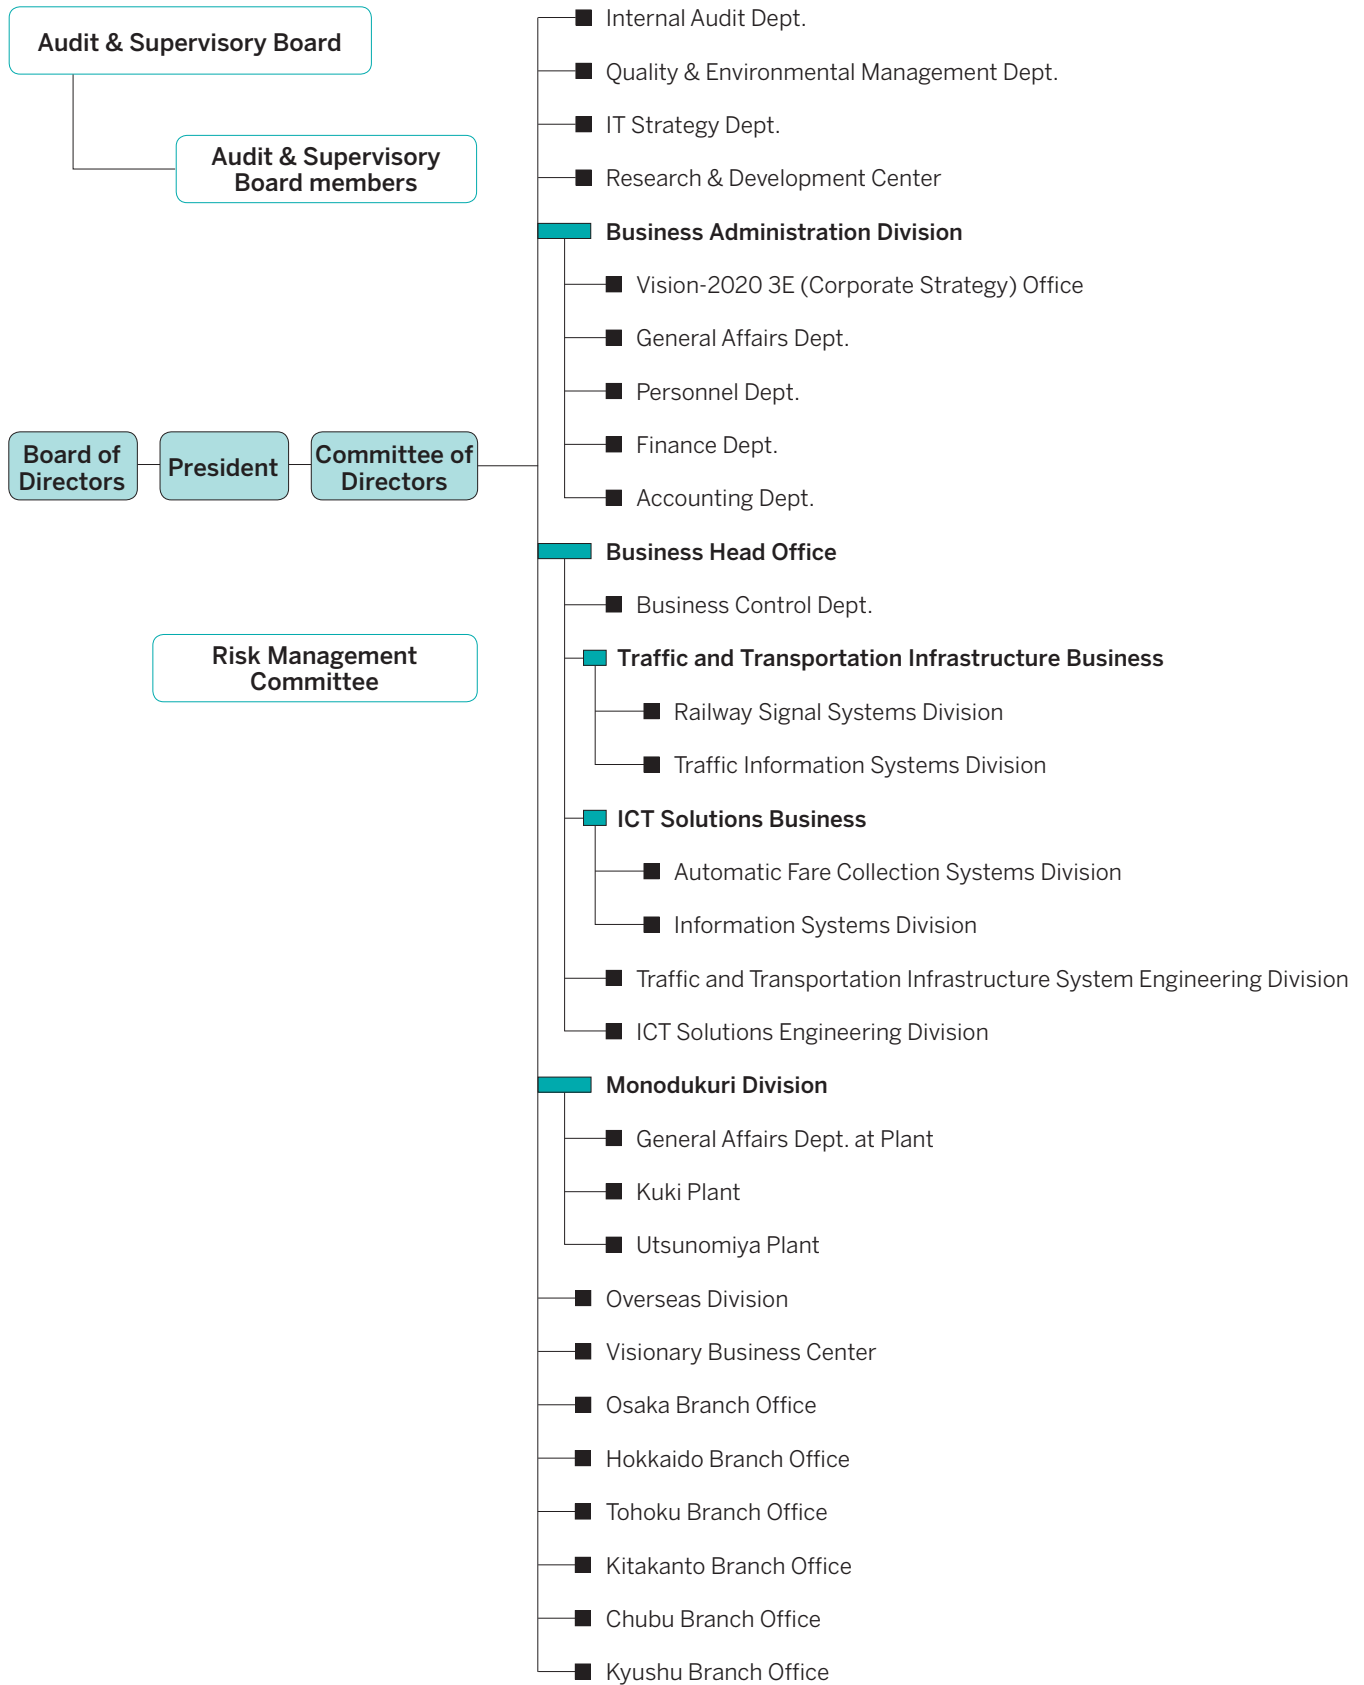 Audit & Supervisory Board
Audit & Supervisory
Board members
Board of
Directors
President
Committee of
Directors
Risk Management
Committee
Internal Audit Dept.
Quality & Environmental Management Dept.
IT Strategy Dept.
Research & Development Center
Business Administration Division
Vision-2020 3E (Corporate Strategy) Office
General Affairs Dept.
Personnel Dept.
Finance Dept.
Accounting Dept.
Business Head Office
Business Control Dept.
Traffic and Transportation Infrastructure Business
Railway Signal Systems Division
Traffic Information Systems Division
ICT Solutions Business
Automatic Fare Collection Systems Division
Information Systems Division
Traffic and Transportation Infrastructure System Engineering Division
ICT Solutions Engineering Division
Monodukuri Division
General Affairs Dept. at Plant
Kuki Plant
Utsunomiya Plant
Overseas Division
Visionary Business Center
Osaka Branch Office
Hokkaido Branch Office
Tohoku Branch Office
Kitakanto Branch Office
Chubu Branch Office
Kyushu Branch Office